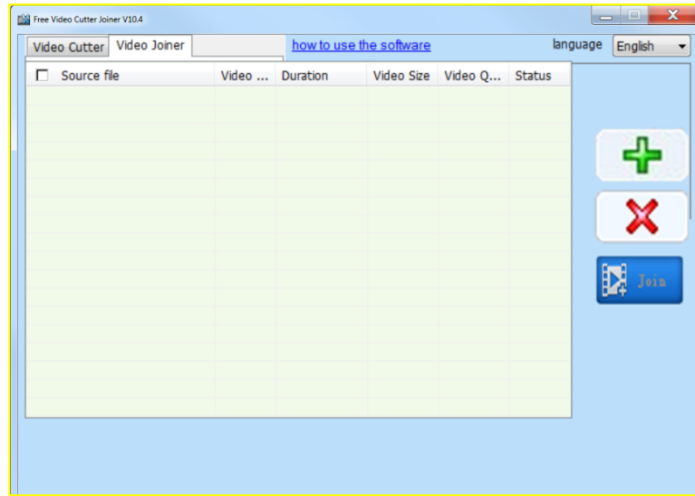 Free Video Cutter Joiner V10.4
Video Cutter Video Joiner how to use the software language English
Source file Video ... Duration Video Size Video Q... Status
Join